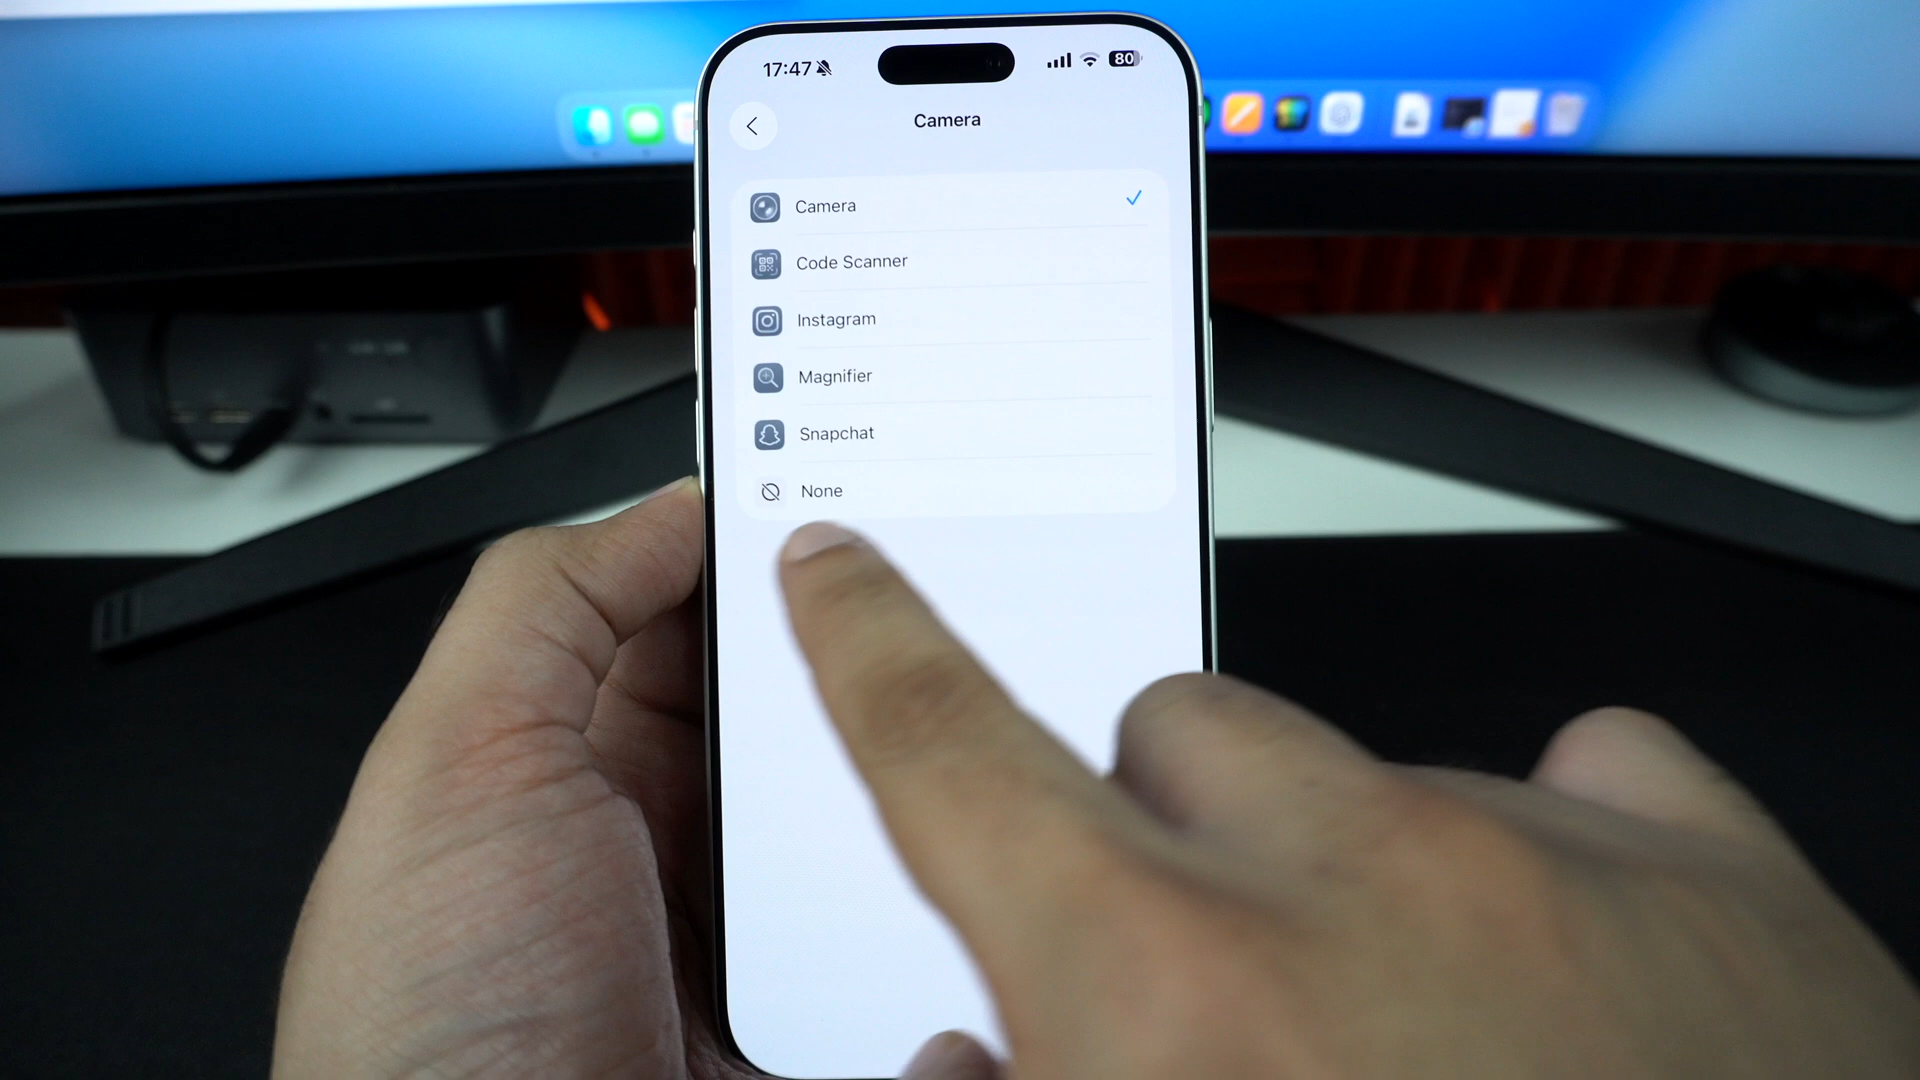 17:47
80
Camera
Camera
Code Scanner
Instagram
Magnifier
Snapchat
None